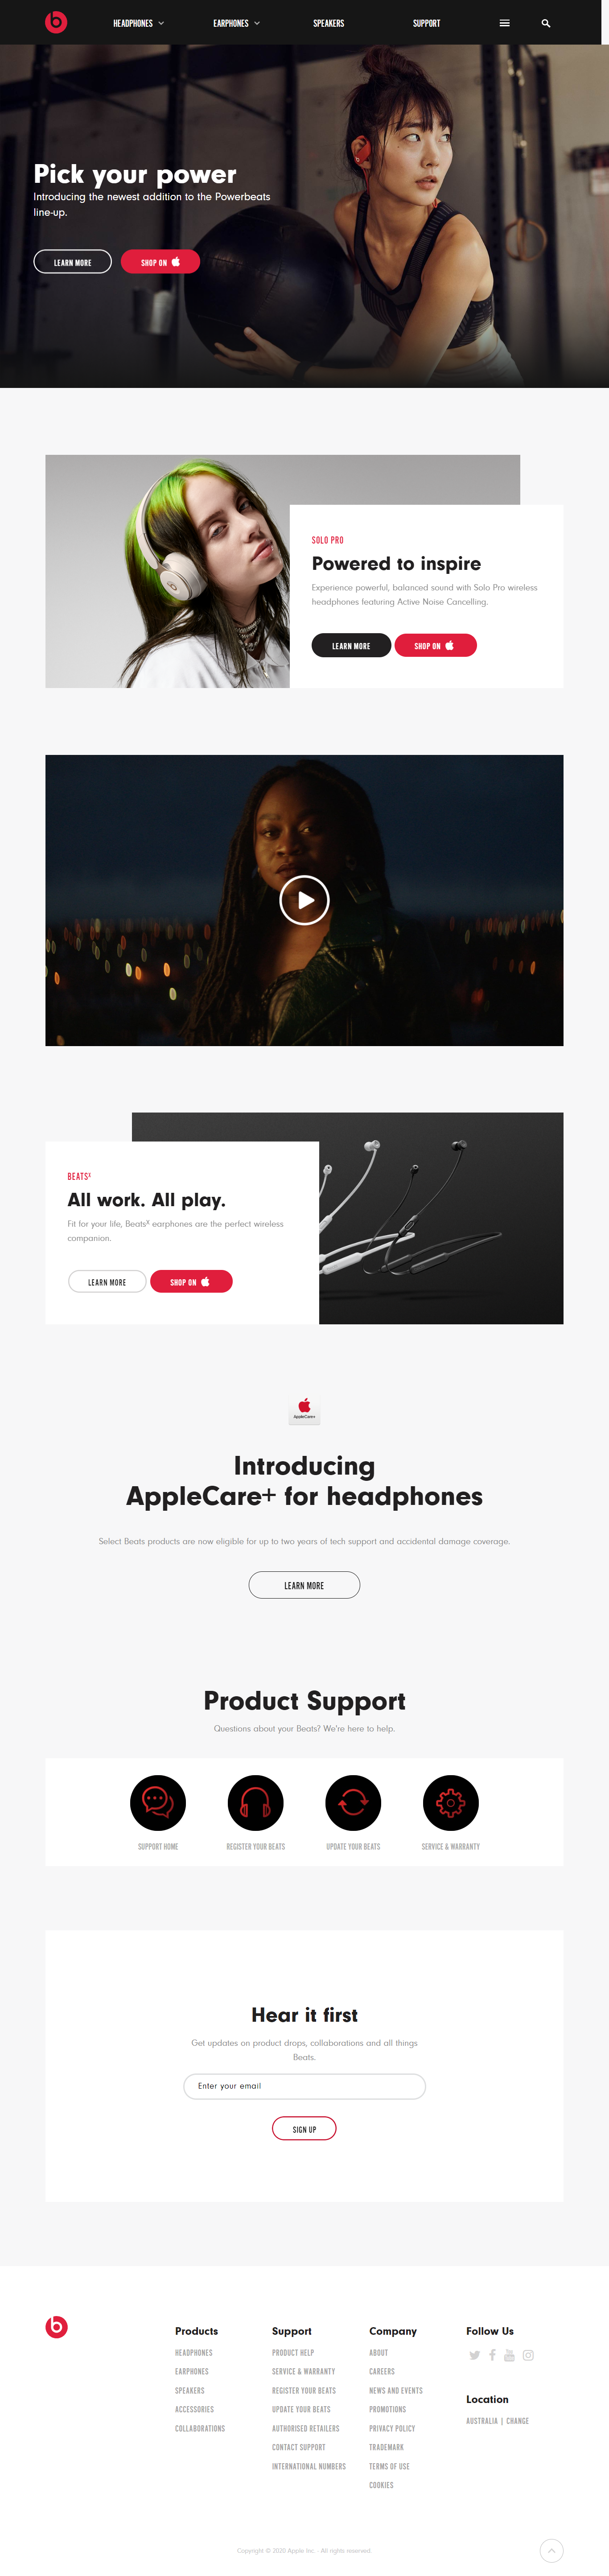 HEADPHONES
EARPHONES
SPEAKERS
SUPPORT
Pick your power
Introducing the newest addition to the Powerbeats
line-up.
LEARN MORE
SHOP ON
SOLO PRO
Powered to inspire
Experience powerful, balanced sound with Solo Pro wireless
headphones featuring Active Noise Cancelling.
LEARN MORE
SHOP ON
BEATSˣ
All work. All play.
Fit for your life, Beatsˣ earphones are the perfect wireless
companion.
LEARN MORE
SHOP ON
AppleCare+
Introducing
AppleCare+ for headphones
Select Beats products are now eligible for up to two years of tech support and accidental damage coverage.
LEARN MORE
Product Support
Questions about your Beats? We're here to help.
SUPPORT HOME
REGISTER YOUR BEATS
UPDATE YOUR BEATS
SERVICE & WARRANTY
Hear it first
Get updates on product drops, collaborations and all things
Beats.
Enter your email
SIGN UP
Products
HEADPHONES
EARPHONES
SPEAKERS
ACCESSORIES
COLLABORATIONS
Support
PRODUCT HELP
SERVICE & WARRANTY
REGISTER YOUR BEATS
UPDATE YOUR BEATS
AUTHORISED RETAILERS
CONTACT SUPPORT
INTERNATIONAL NUMBERS
Company
ABOUT
CAREERS
NEWS AND EVENTS
PROMOTIONS
PRIVACY POLICY
TRADEMARK
TERMS OF USE
COOKIES
Follow Us
Location
AUSTRALIA | CHANGE
Copyright © 2020 Apple Inc. - All rights reserved.